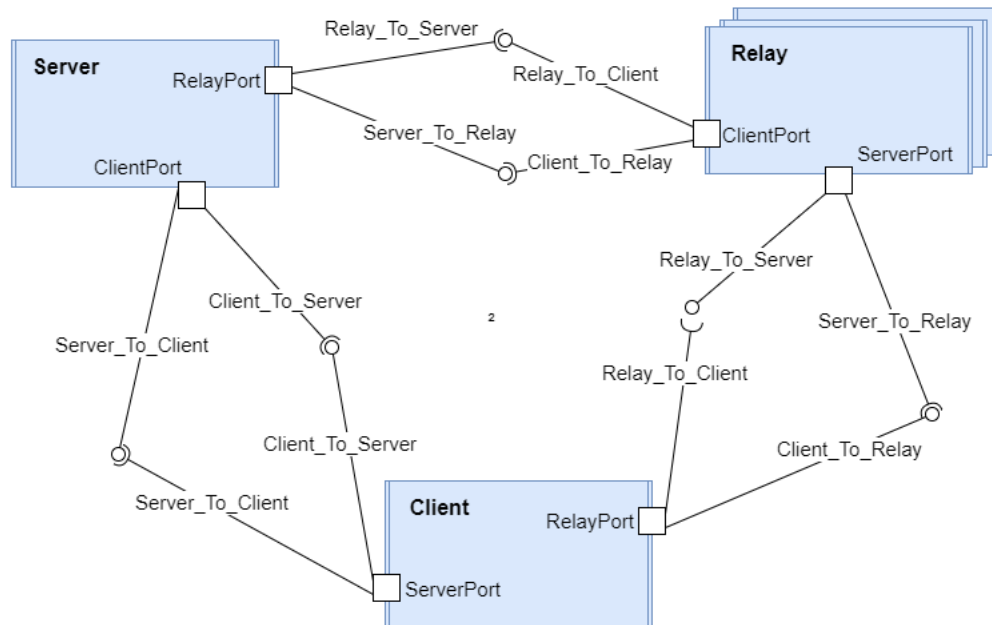 Relay_To_Server
Server
Relay
RelayPort
Relay_To_Client
Server_To_Relay
ClientPort
Client_To_Relay
ServerPort
ClientPort
Relay_To_Server
Client_To_Server
2
Server_To_Relay
Server_To_Client
Relay_To_Client
Client_To_Server
Client_To_Relay
Server_To_Client
Client
RelayPort
ServerPort